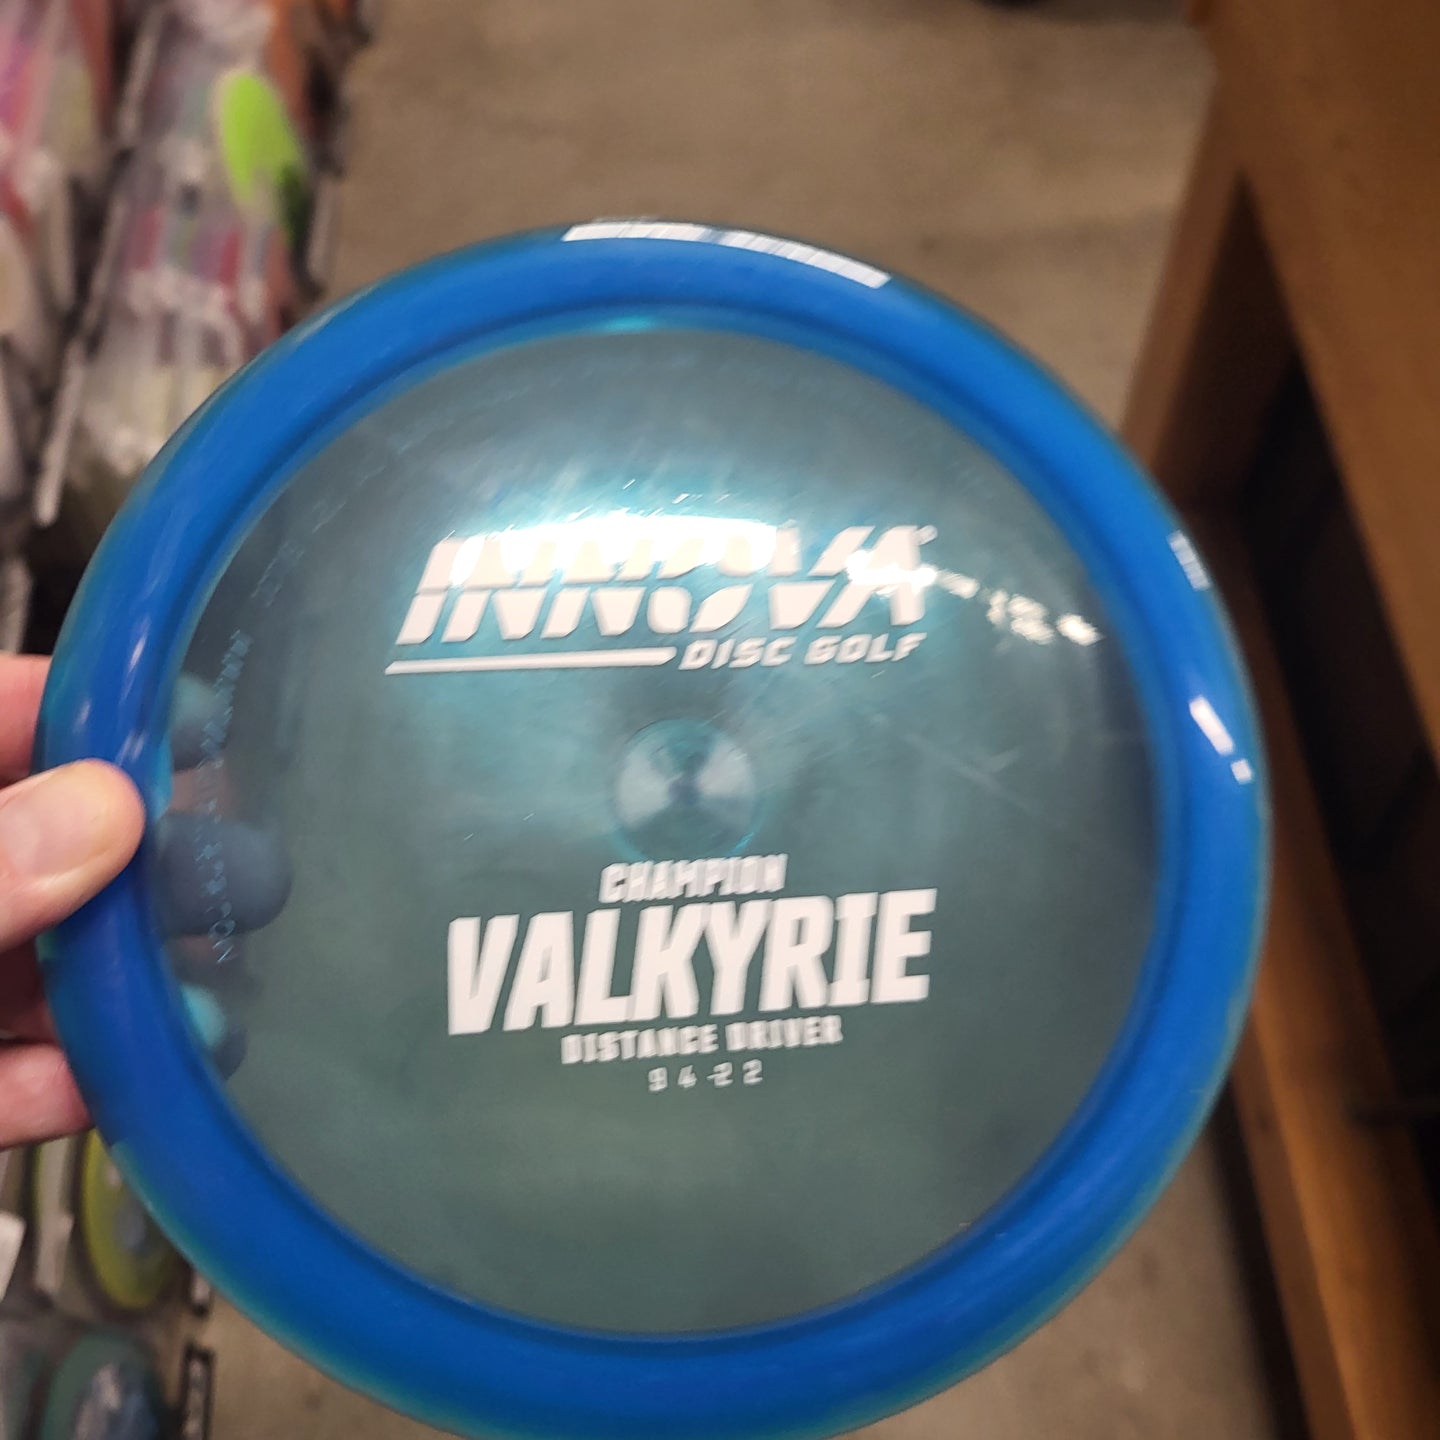 INNOVA
DISC GOLF
CHAMPION
VALKYRIE
DISTANCE DRIVER
9 4 -2 2